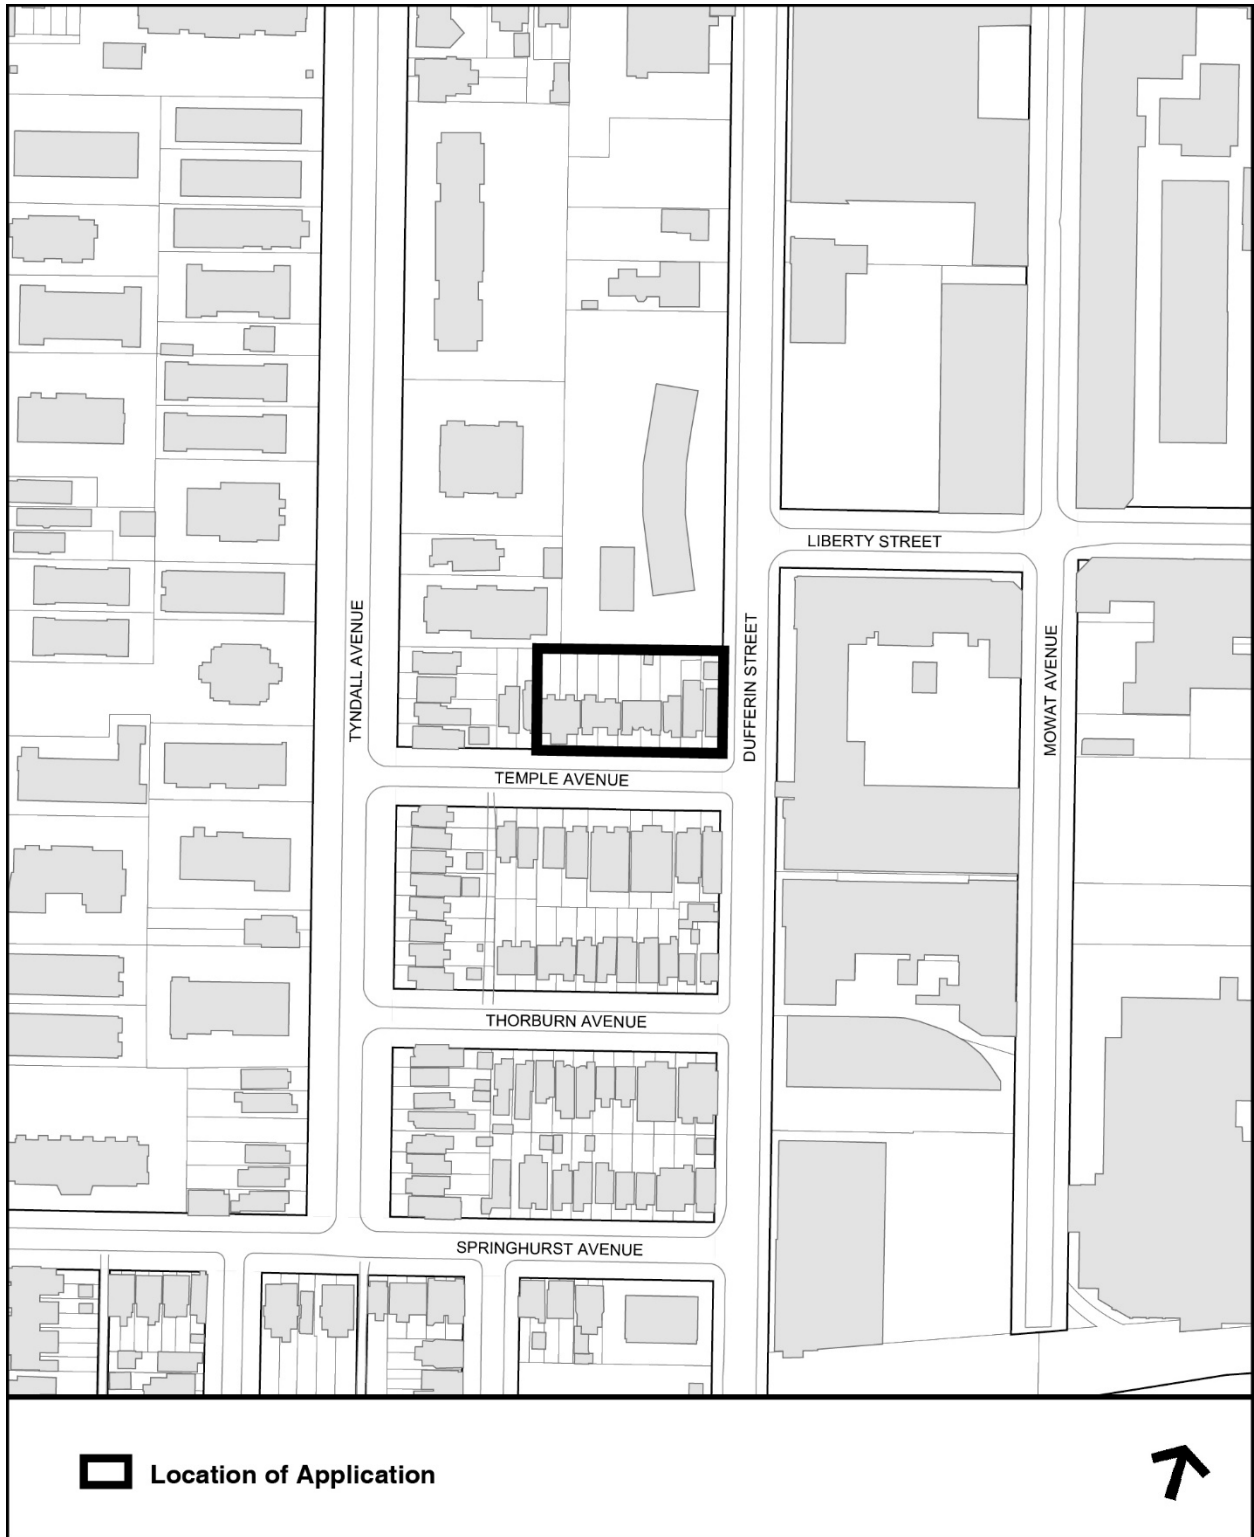 LIBERTY STREET
TYNDALL AVENUE
DUFFERIN STREET
MOWAT AVENUE
TEMPLE AVENUE
THORBURN AVENUE
SPRINGHURST AVENUE
Location of Application